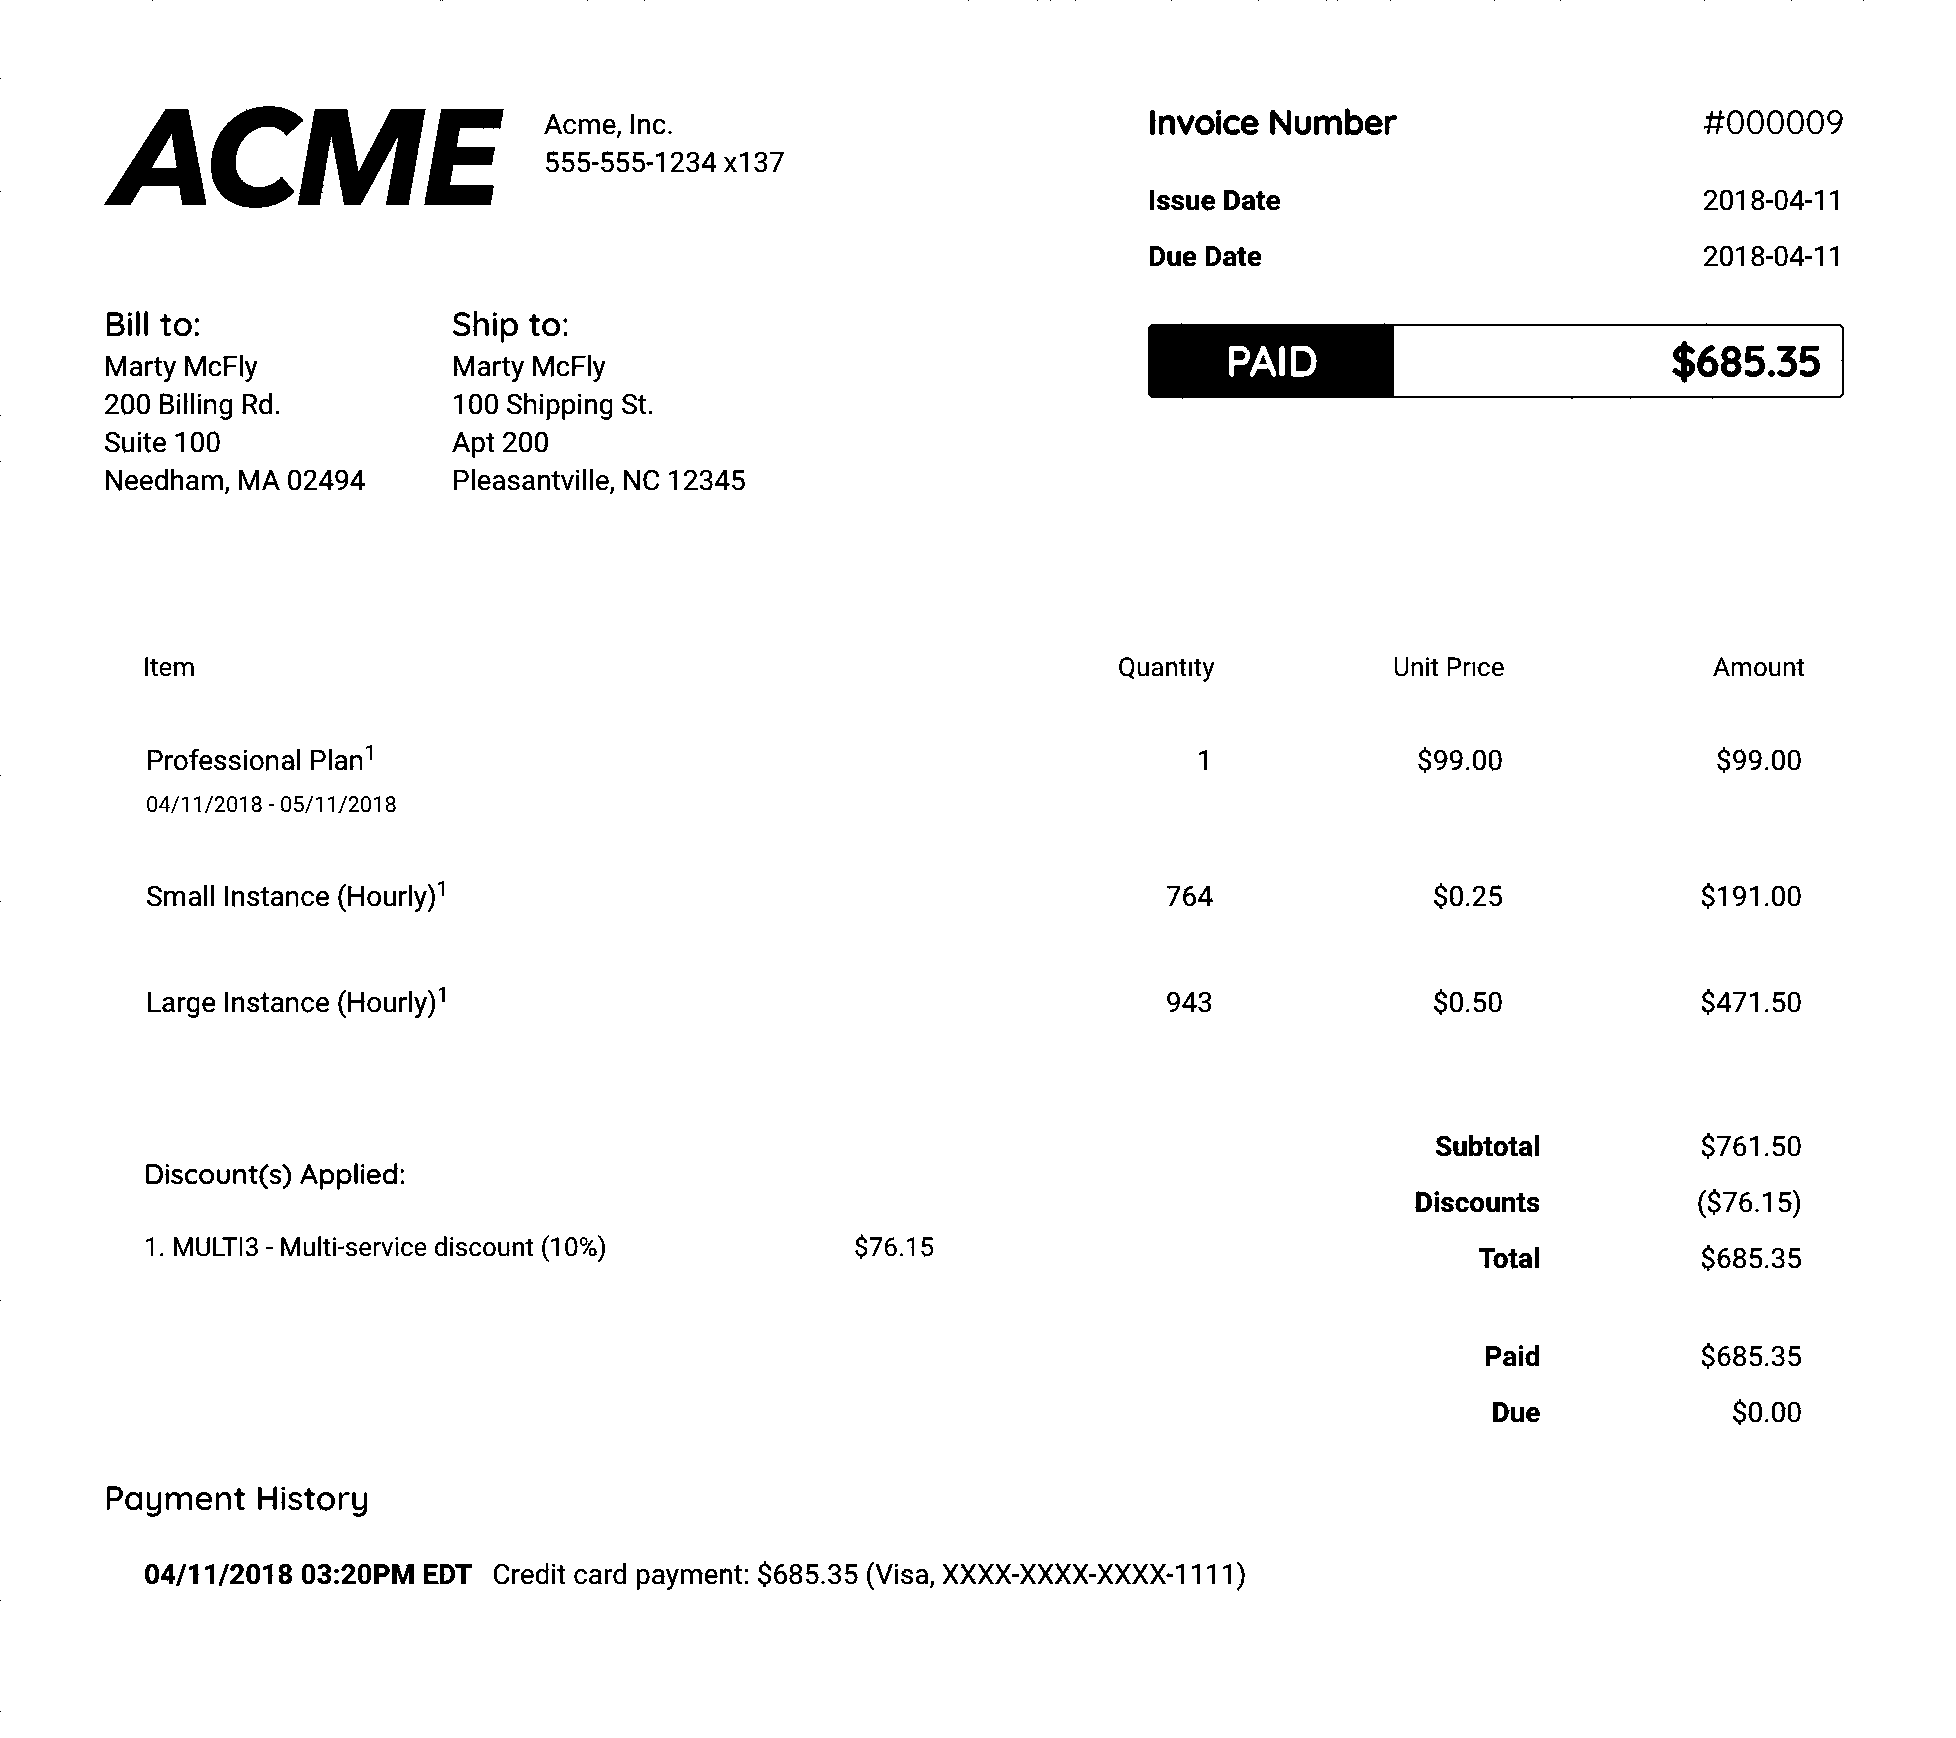 ACME
Acme, Inc.
555-555-1234 x137
Invoice Number #000009
Issue Date 2018-04-11
Due Date 2018-04-11
PAID $685.35
Bill to:
Marty McFly
200 Billing Rd.
Suite 100
Needham, MA 02494
Ship to:
Marty McFly
100 Shipping St.
Apt 200
Pleasantville, NC 12345
Item Quantity Unit Price Amount
Professional Plan¹ 1 $99.00 $99.00
04/11/2018 - 05/11/2018
Small Instance (Hourly)¹ 764 $0.25 $191.00
Large Instance (Hourly)¹ 943 $0.50 $471.50
Discount(s) Applied:
1. MULTI3 - Multi-service discount (10%) $76.15
Subtotal $761.50
Discounts ($76.15)
Total $685.35
Paid $685.35
Due $0.00
Payment History
04/11/2018 03:20PM EDT Credit card payment: $685.35 (Visa, XXXX-XXXX-XXXX-1111)